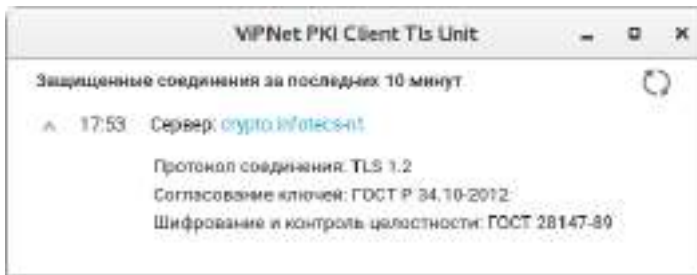 ViPNet PKI Client Tls Unit
Защищенные соединения за последних 10 минут
17:53 Сервер: crypto.infotecs-nt
Протокол соединения: TLS 1.2
Согласование ключей: ГОСТ Р 34.10-2012
Шифрование и контроль целостности: ГОСТ 28147-89